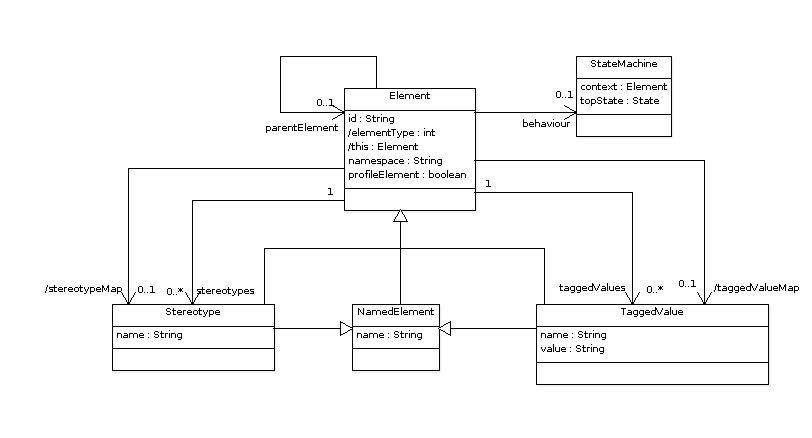 StateMachine
context : Element
topState : State
0..1
behaviour
0..1
parentElement
Element
id : String
/elementType : int
/this : Element
namespace : String
profileElement : boolean
1
1
/stereotypeMap
0..1
0..*
stereotypes
taggedValues
0..*
0..1
/taggedValueMap
Stereotype
name : String
NamedElement
name : String
TaggedValue
name : String
value : String